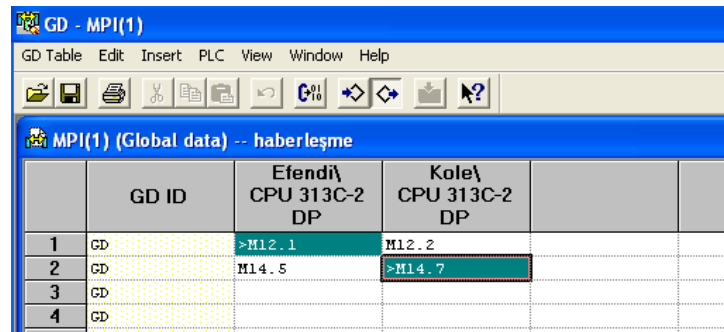 GD - MPI(1)
GD Table Edit Insert PLC View Window Help
MPI(1) (Global data) -- haberleşme
GD ID Efendi\ CPU 313C-2 DP Kole\ CPU 313C-2 DP
1 GD >M12.1 M12.2
2 GD M14.5 >M14.7
3 GD
4 GD